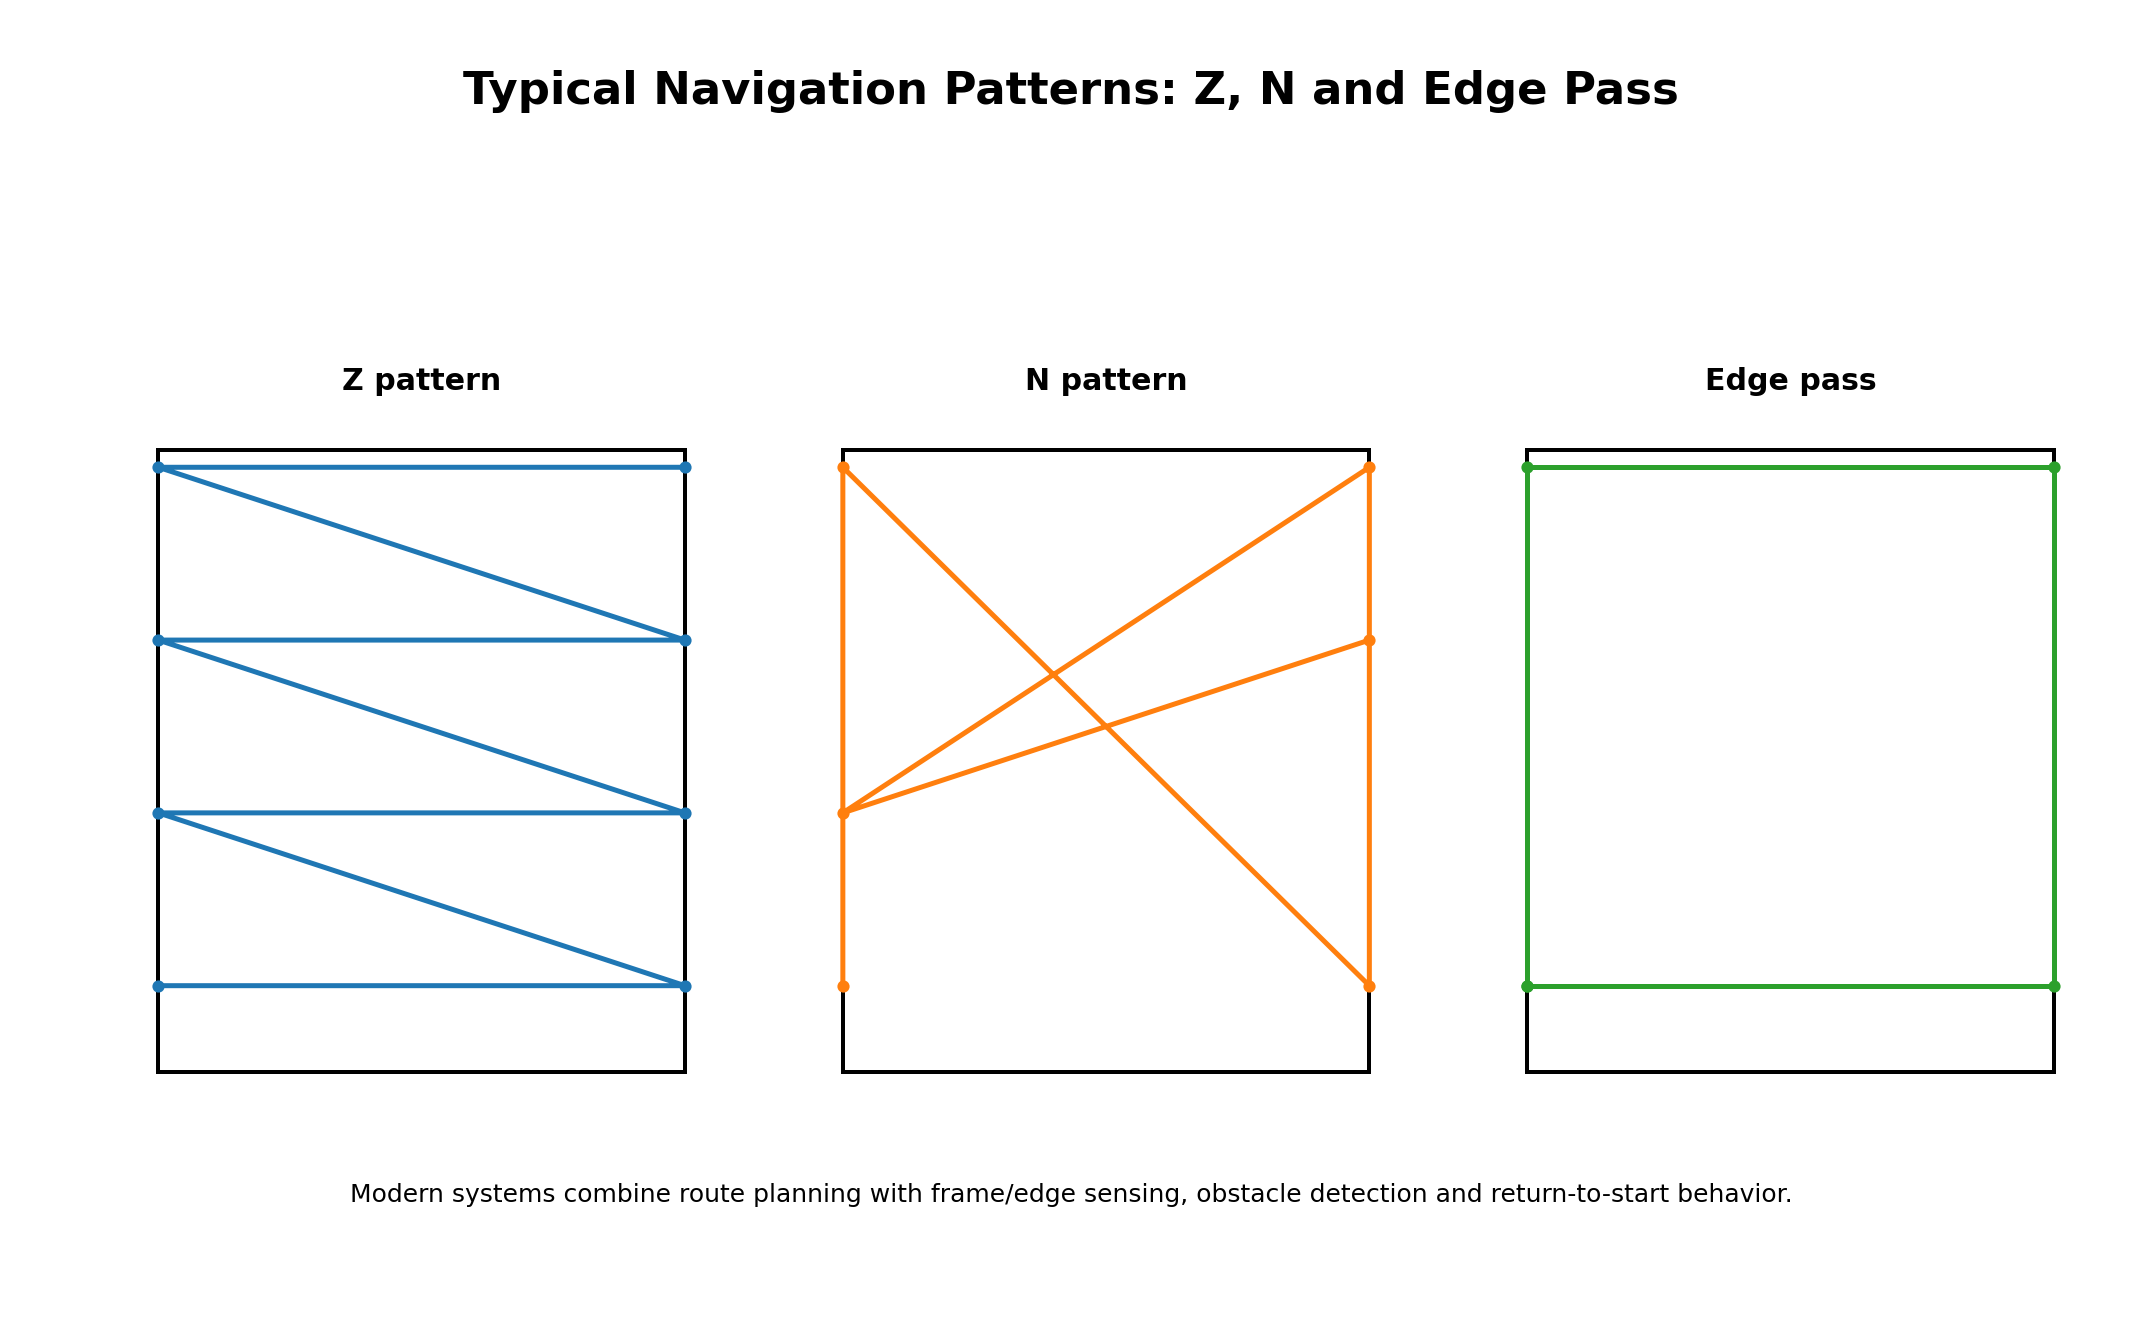 Typical Navigation Patterns: Z, N and Edge Pass
Z pattern
N pattern
Edge pass
Modern systems combine route planning with frame/edge sensing, obstacle detection and return-to-start behavior.